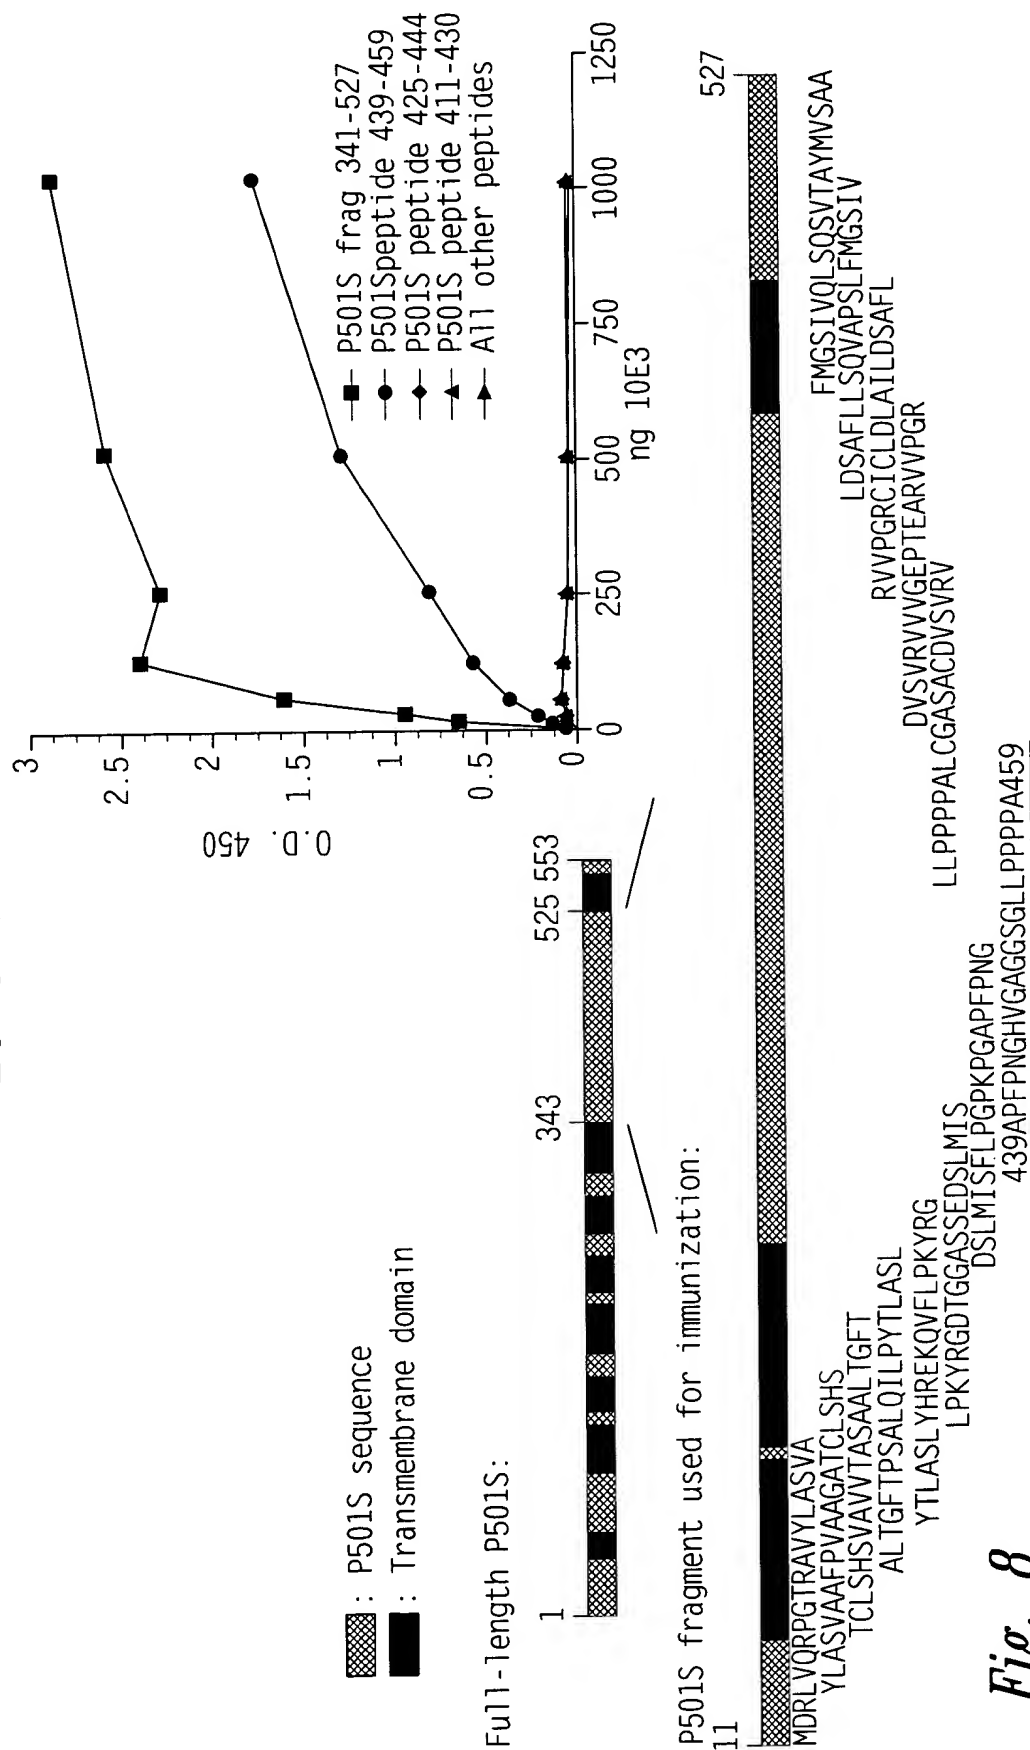 3
2.5
2
1.5
1
0.5
0
O.D. 450
0
250
500
750
1000
1250
ng 10E3
P501S frag 341-527
P501Speptide 439-459
P501S peptide 425-444
P501S peptide 411-430
All other peptides
: P501S sequence
: Transmembrane domain
Full-length P501S:
1
343
525 553
P501S fragment used for immunization:
11
527
MDRLVQRPGTRAVYLASVA
YLASVAAFPVAAGATCLSHS
TCLSHSVAVVTASAALTGFT
ALTGFTPSALQILPYTLASL
YTLASLYHREKQVFLPKYRG
LPKYRGDTGGASSEDSLMIS
DSLMISFLPGPKPGAPFPNG
439APFPNGHVGAGGSGLLPPPPA459
LLPPPPALCGASACDVSVRV
DVSVRVVVGEPTEARVVPGR
RVVPGRCICLDLAILDSAFL
LDSAFLLSQVAPSLFMGSIV
FMGSIVQLSQSVTAYMVSAA
Fig. 8